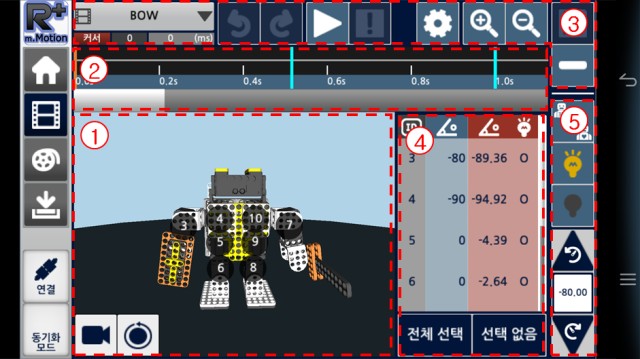 R+
m.Motion
BOW
커서 0 0 (ms)
③
②
0.2s 0.4s 0.6s 0.8s 1.0s
①
④
⑤
ID
3 -80 -89.36 O
4 -90 -94.92 O
5 0 -4.39 O
6 0 -2.64 O
3 4 10 7
5 9
6 8
연결
-80.00
동기화
모드
전체 선택
선택 없음